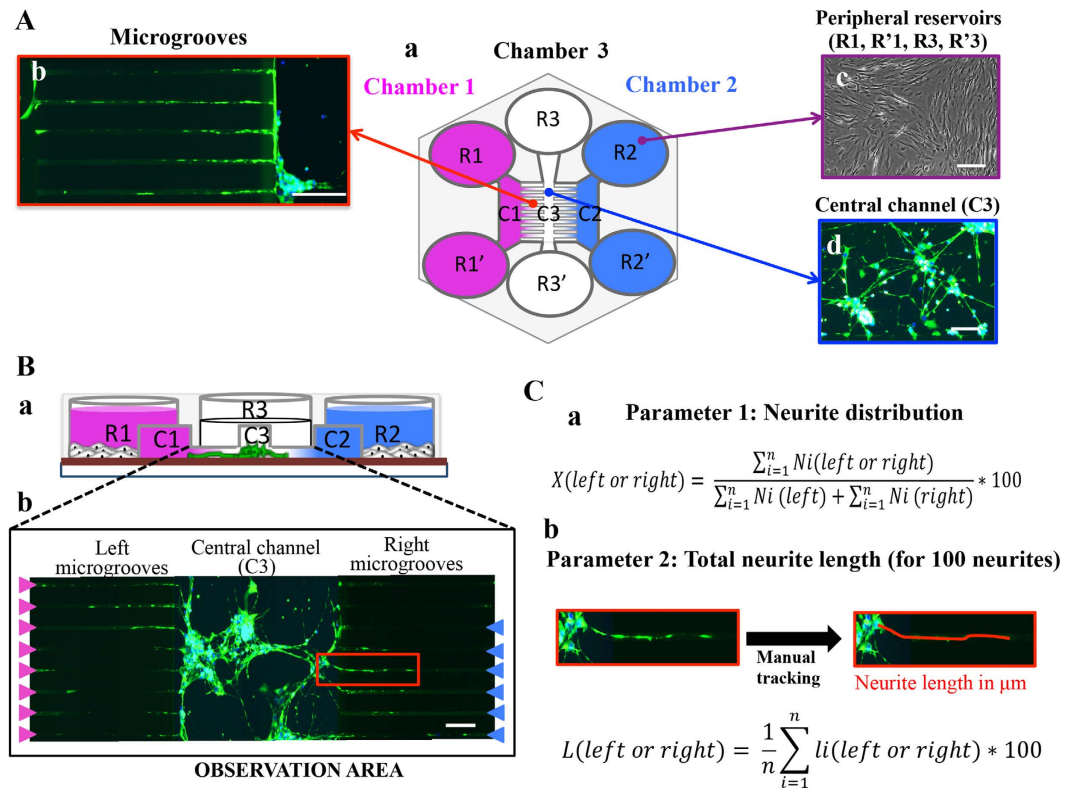 A
Microgrooves
b
a
Chamber 3
Chamber 1
Chamber 2
R3
R1
R2
C1
C3
C2
R1’
R2’
R3’
Peripheral reservoirs
(R1, R’1, R3, R’3)
c
Central channel (C3)
d
B
a
R3
R1
C1
C3
C2
R2
b
Left
microgrooves
Central channel
(C3)
Right
microgrooves
OBSERVATION AREA
C
a
Parameter 1: Neurite distribution
X(left or right) = ∑ⁿᵢ₌₁ Ni(left or right) / (∑ⁿᵢ₌₁ Ni (left) + ∑ⁿᵢ₌₁ Ni (right)) * 100
b
Parameter 2: Total neurite length (for 100 neurites)
Manual
tracking
Neurite length in μm
L(left or right) = 1/n ∑ⁿᵢ₌₁ li(left or right) * 100